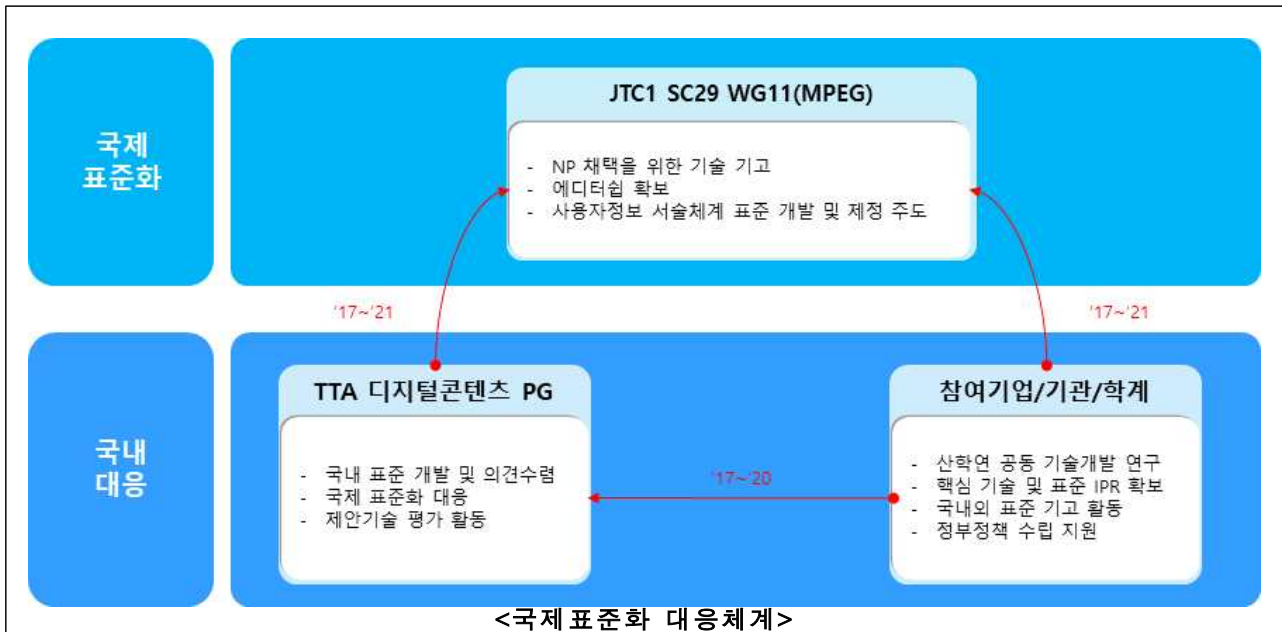 국제
표준화
JTC1 SC29 WG11(MPEG)
- NP 채택을 위한 기술 기고
- 에디터쉽 확보
- 사용자정보 서술체계 표준 개발 및 제정 주도
'17~'21
'17~'21
국내
대응
TTA 디지털콘텐츠 PG
- 국내 표준 개발 및 의견수렴
- 국제 표준화 대응
- 제안기술 평가 활동
'17~'20
참여기업/기관/학계
- 산학연 공동 기술개발 연구
- 핵심 기술 및 표준 IPR 확보
- 국내외 표준 기고 활동
- 정부정책 수립 지원
<국제표준화 대응체계>